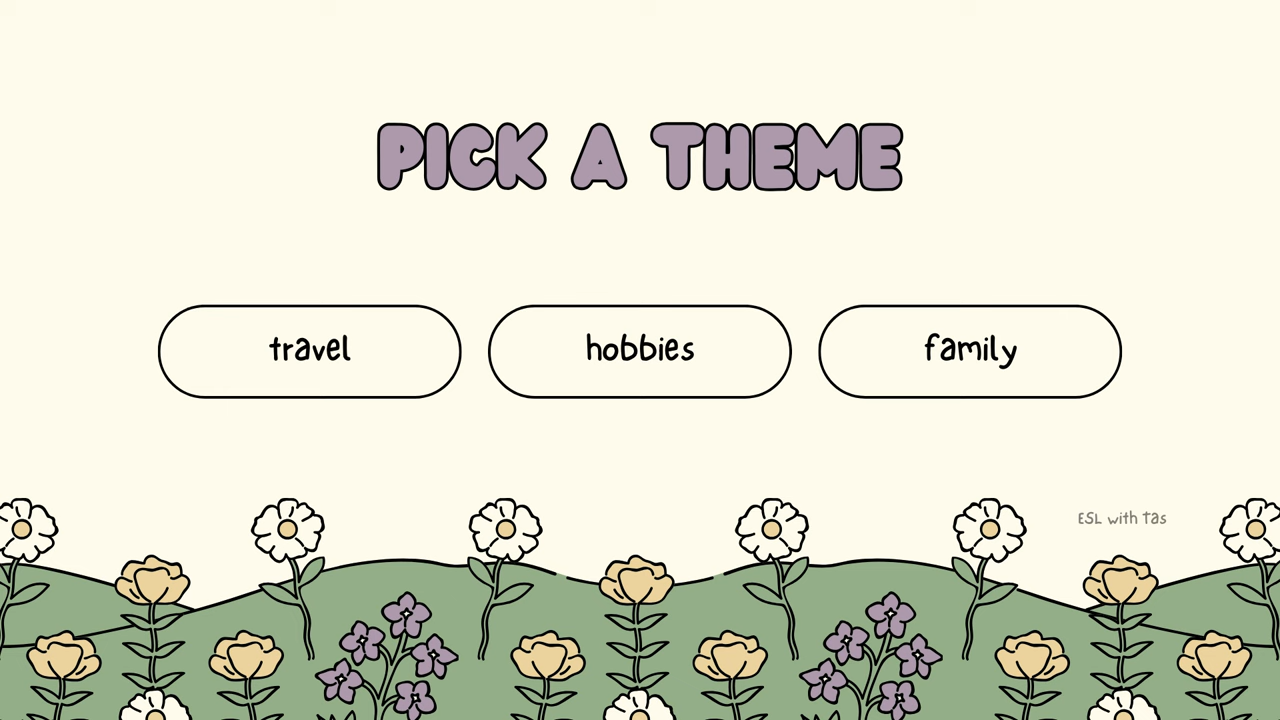 PICK A THEME
travel
hobbies
family
ESL with Tas